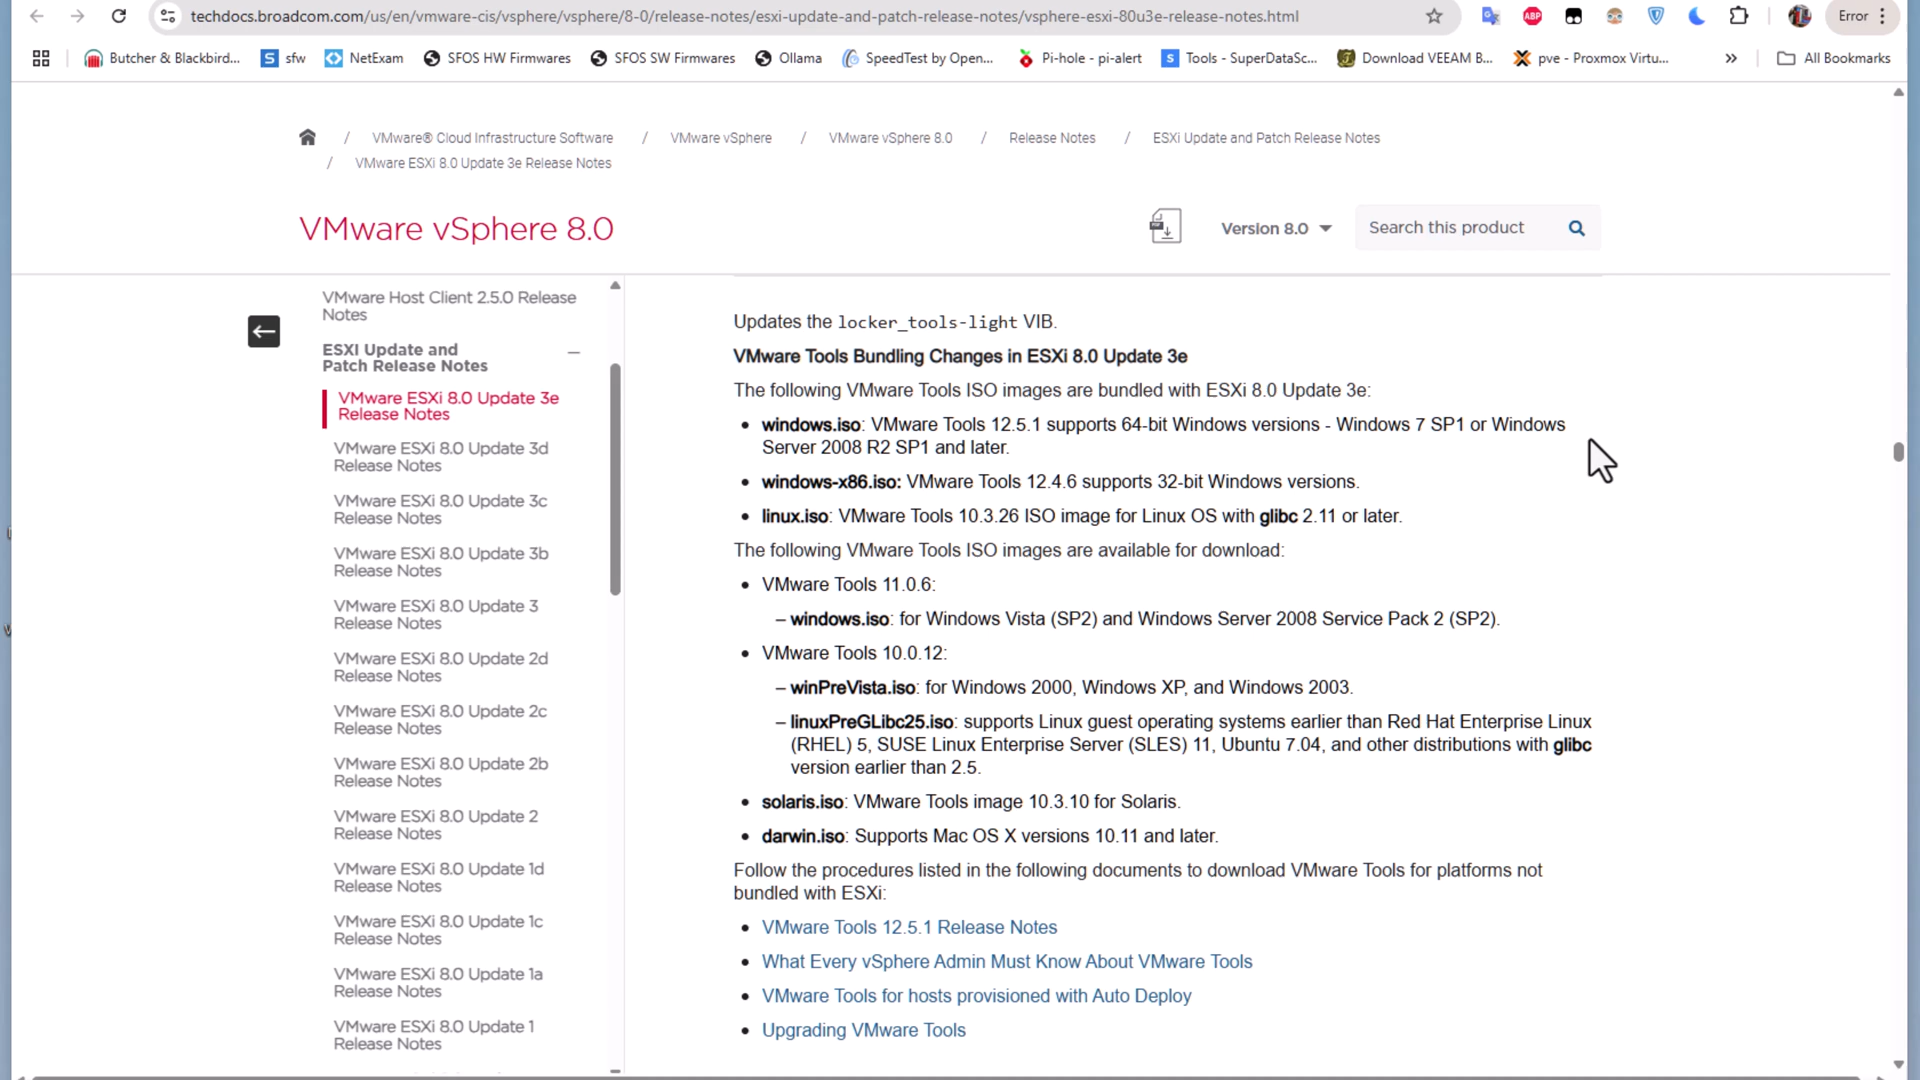 techdocs.broadcom.com/us/en/vmware-cis/vsphere/vsphere/8-0/release-notes/esxi-update-and-patch-release-notes/vsphere-esxi-80u3e-release-notes.html
ABP
Error
Butcher & Blackbird...
sfw
NetExam
SFOS HW Firmwares
SFOS SW Firmwares
Ollama
SpeedTest by Open...
Pi-hole - pi-alert
Tools - SuperDataSc...
Download VEEAM B...
pve - Proxmox Virtu...
»
All Bookmarks
/ VMware® Cloud Infrastructure Software / VMware vSphere / VMware vSphere 8.0 / Release Notes / ESXi Update and Patch Release Notes
/ VMware ESXi 8.0 Update 3e Release Notes
VMware vSphere 8.0
Version 8.0
Search this product
VMware Host Client 2.5.0 Release
Notes
ESXI Update and
Patch Release Notes
VMware ESXi 8.0 Update 3e
Release Notes
VMware ESXi 8.0 Update 3d
Release Notes
VMware ESXi 8.0 Update 3c
Release Notes
VMware ESXi 8.0 Update 3b
Release Notes
VMware ESXi 8.0 Update 3
Release Notes
VMware ESXi 8.0 Update 2d
Release Notes
VMware ESXi 8.0 Update 2c
Release Notes
VMware ESXi 8.0 Update 2b
Release Notes
VMware ESXi 8.0 Update 2
Release Notes
VMware ESXi 8.0 Update 1d
Release Notes
VMware ESXi 8.0 Update 1c
Release Notes
VMware ESXi 8.0 Update 1a
Release Notes
VMware ESXi 8.0 Update 1
Release Notes
Updates the locker_tools-light VIB.
VMware Tools Bundling Changes in ESXi 8.0 Update 3e
The following VMware Tools ISO images are bundled with ESXi 8.0 Update 3e:
• windows.iso: VMware Tools 12.5.1 supports 64-bit Windows versions - Windows 7 SP1 or Windows
Server 2008 R2 SP1 and later.
• windows-x86.iso: VMware Tools 12.4.6 supports 32-bit Windows versions.
• linux.iso: VMware Tools 10.3.26 ISO image for Linux OS with glibc 2.11 or later.
The following VMware Tools ISO images are available for download:
• VMware Tools 11.0.6:
– windows.iso: for Windows Vista (SP2) and Windows Server 2008 Service Pack 2 (SP2).
• VMware Tools 10.0.12:
– winPreVista.iso: for Windows 2000, Windows XP, and Windows 2003.
– linuxPreGLibc25.iso: supports Linux guest operating systems earlier than Red Hat Enterprise Linux
(RHEL) 5, SUSE Linux Enterprise Server (SLES) 11, Ubuntu 7.04, and other distributions with glibc
version earlier than 2.5.
• solaris.iso: VMware Tools image 10.3.10 for Solaris.
• darwin.iso: Supports Mac OS X versions 10.11 and later.
Follow the procedures listed in the following documents to download VMware Tools for platforms not
bundled with ESXi:
• VMware Tools 12.5.1 Release Notes
• What Every vSphere Admin Must Know About VMware Tools
• VMware Tools for hosts provisioned with Auto Deploy
• Upgrading VMware Tools